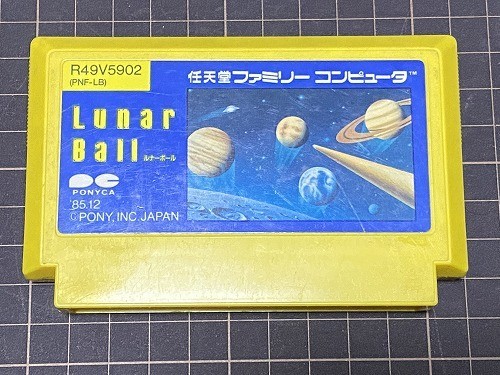 R49V5902
(PNF-LB)
任天堂 ファミリー コンピュータ™
Lunar
Ball ルナーボール
PONYCA
'85.12
© PONY, INC. JAPAN